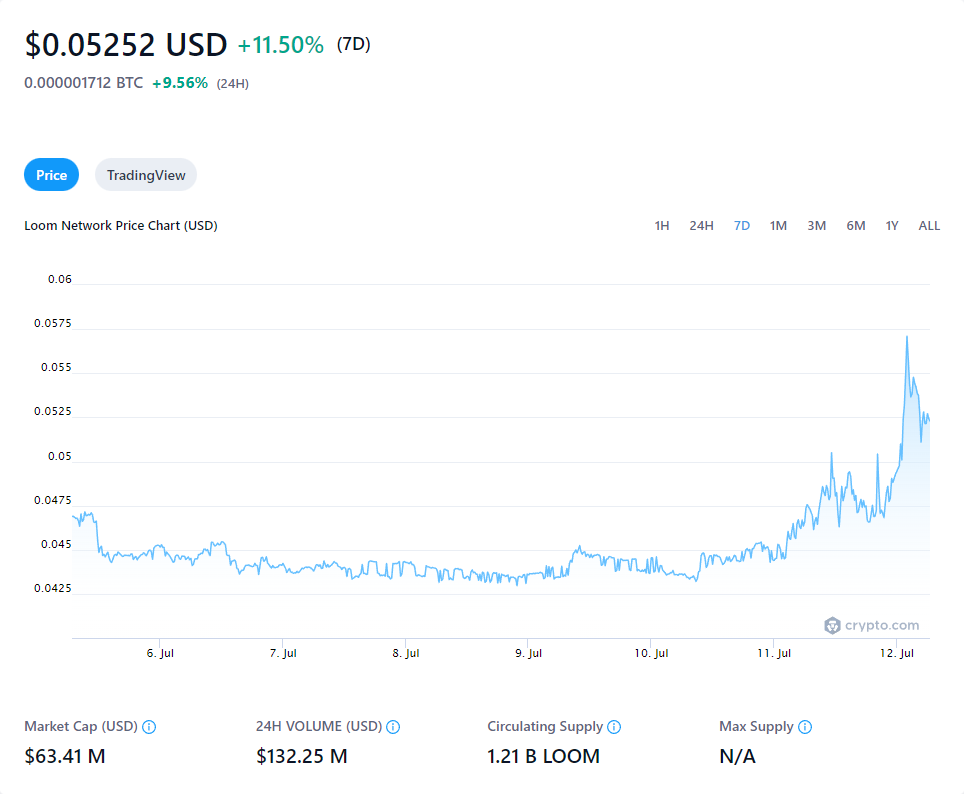 $0.05252 USD +11.50% (7D)
0.000001712 BTC +9.56% (24H)
Price TradingView
Loom Network Price Chart (USD) 1H 24H 7D 1M 3M 6M 1Y ALL
0.06
0.0575
0.055
0.0525
0.05
0.0475
0.045
0.0425
crypto.com
6. Jul 7. Jul 8. Jul 9. Jul 10. Jul 11. Jul 12. Jul
Market Cap (USD) 24H VOLUME (USD) Circulating Supply Max Supply
$63.41 M $132.25 M 1.21 B LOOM N/A